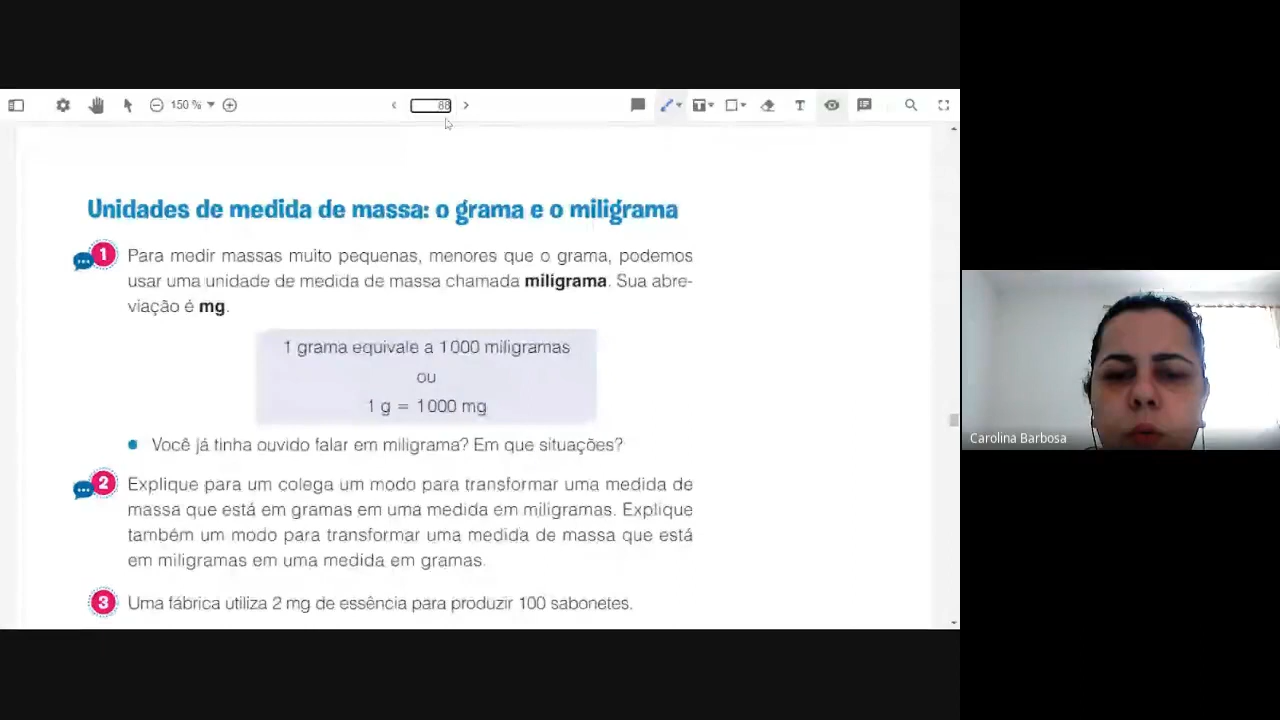 150 %
88
Unidades de medida de massa: o grama e o miligrama
1 Para medir massas muito pequenas, menores que o grama, podemos
usar uma unidade de medida de massa chamada miligrama. Sua abre-
viação é mg.
1 grama equivale a 1 000 miligramas
ou
1 g = 1 000 mg
Você já tinha ouvido falar em miligrama? Em que situações?
2 Explique para um colega um modo para transformar uma medida de
massa que está em gramas em uma medida em miligramas. Explique
também um modo para transformar uma medida de massa que está
em miligramas em uma medida em gramas.
3 Uma fábrica utiliza 2 mg de essência para produzir 100 sabonetes.
Carolina Barbosa